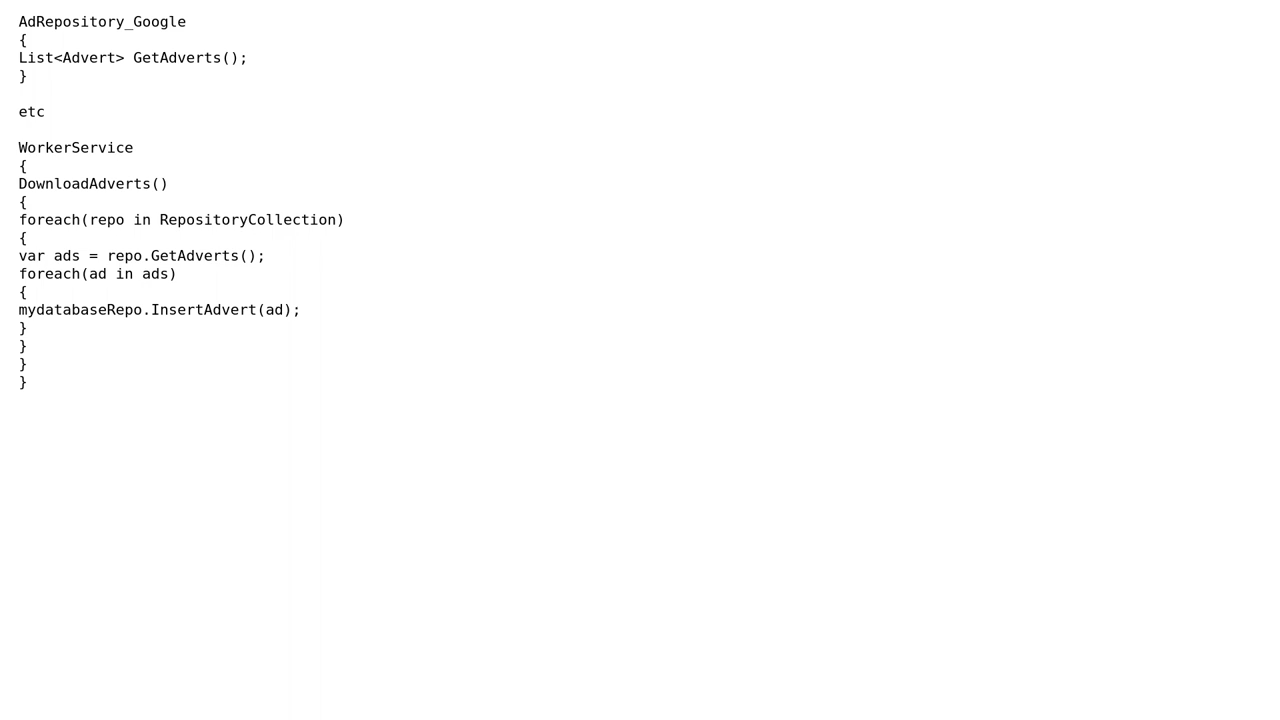 AdRepository_Google
{
List<Advert> GetAdverts();
}
etc
WorkerService
{
DownloadAdverts()
{
foreach(repo in RepositoryCollection)
{
var ads = repo.GetAdverts();
foreach(ad in ads)
{
mydatabaseRepo.InsertAdvert(ad);
}
}
}
}